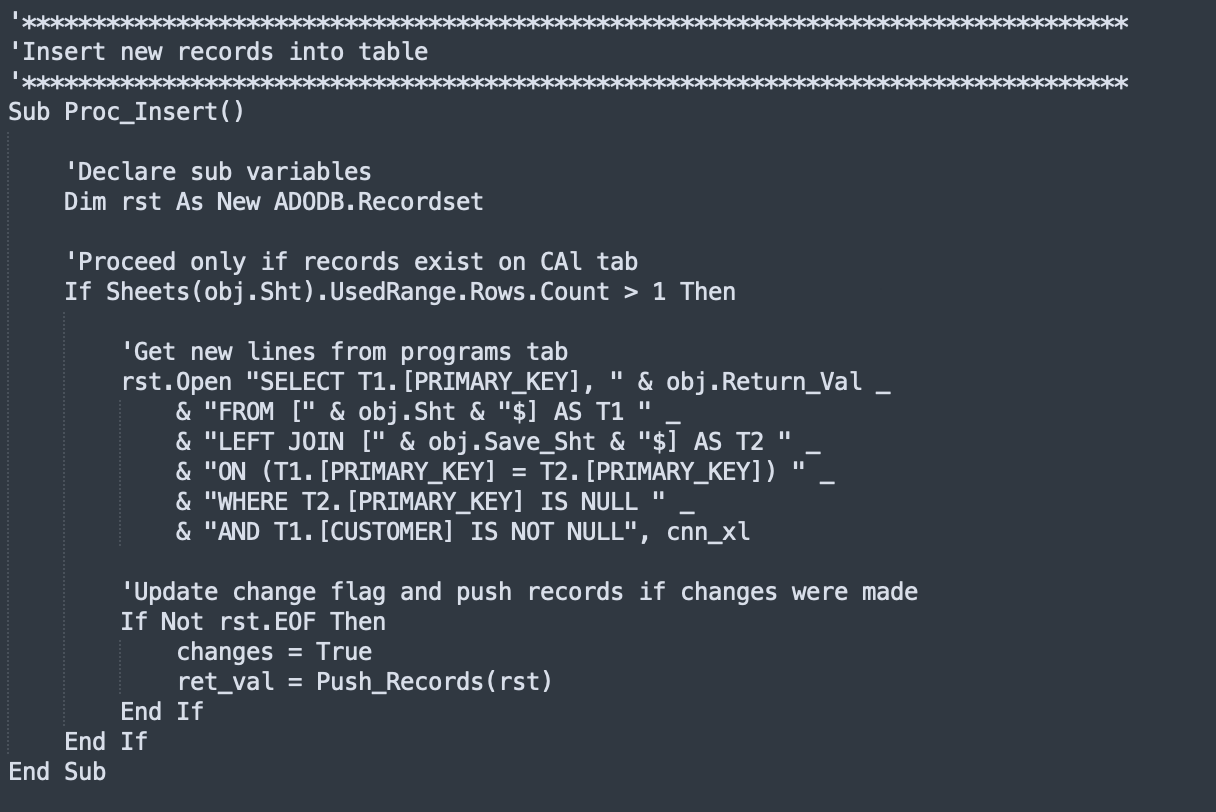 '*******************************************************************************
'Insert new records into table
'*******************************************************************************
Sub Proc_Insert()
'Declare sub variables
Dim rst As New ADODB.Recordset
'Proceed only if records exist on CAl tab
If Sheets(obj.Sht).UsedRange.Rows.Count > 1 Then
'Get new lines from programs tab
rst.Open "SELECT T1.[PRIMARY_KEY], " & obj.Return_Val _
& "FROM [" & obj.Sht & "$] AS T1 " _
& "LEFT JOIN [" & obj.Save_Sht & "$] AS T2 " _
& "ON (T1.[PRIMARY_KEY] = T2.[PRIMARY_KEY]) " _
& "WHERE T2.[PRIMARY_KEY] IS NULL " _
& "AND T1.[CUSTOMER] IS NOT NULL", cnn_xl
'Update change flag and push records if changes were made
If Not rst.EOF Then
changes = True
ret_val = Push_Records(rst)
End If
End If
End Sub